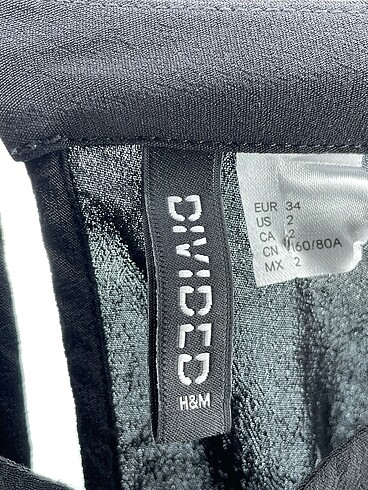 DIVIDED
H&M
EUR 34
US 2
CA 2
CN 160/80A
MX 2